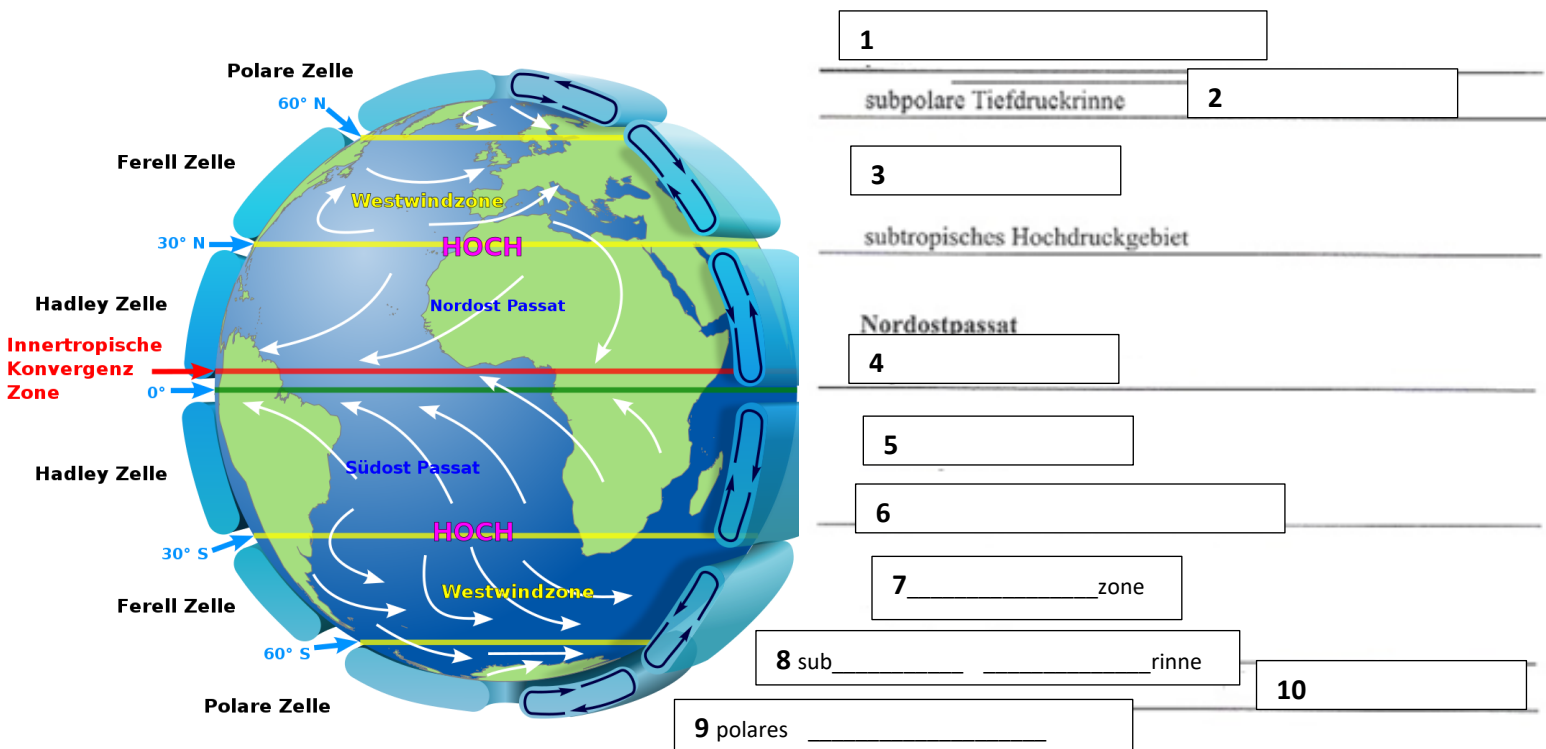 Polare Zelle
60° N
Ferell Zelle
Westwindzone
30° N
HOCH
Hadley Zelle
Nordost Passat
Innertropische
Konvergenz
Zone
0°
Hadley Zelle
Südost Passat
HOCH
30° S
Westwindzone
Ferell Zelle
60° S
Polare Zelle
1
subpolare Tiefdruckrinne
2
3
subtropisches Hochdruckgebiet
Nordostpassat
4
5
6
7________________zone
8 sub___________ ______________rinne
10
9 polares ____________________